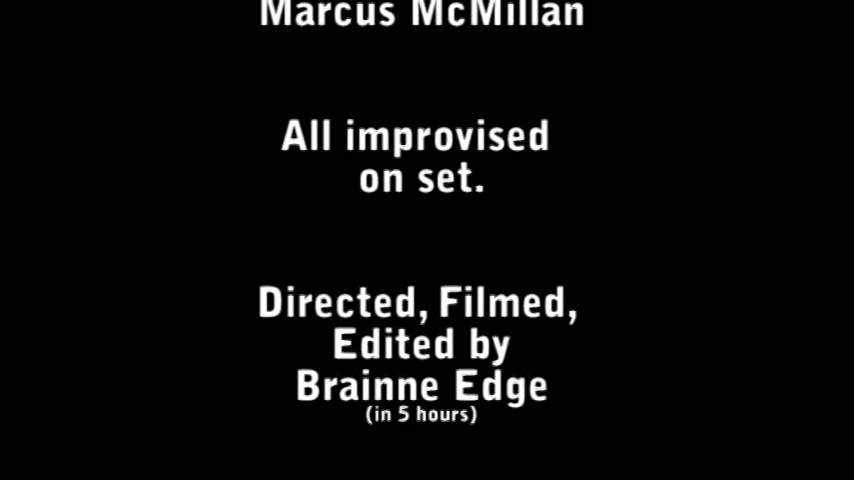 Marcus McMillan
All improvised
on set.
Directed, Filmed,
Edited by
Brainne Edge
(in 5 hours)